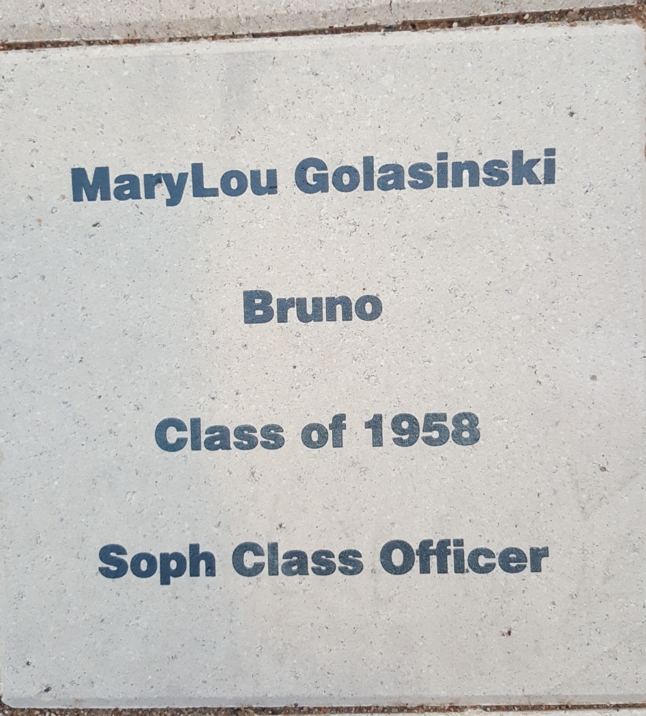 MaryLou Golasinski
Bruno
Class of 1958
Soph Class Officer